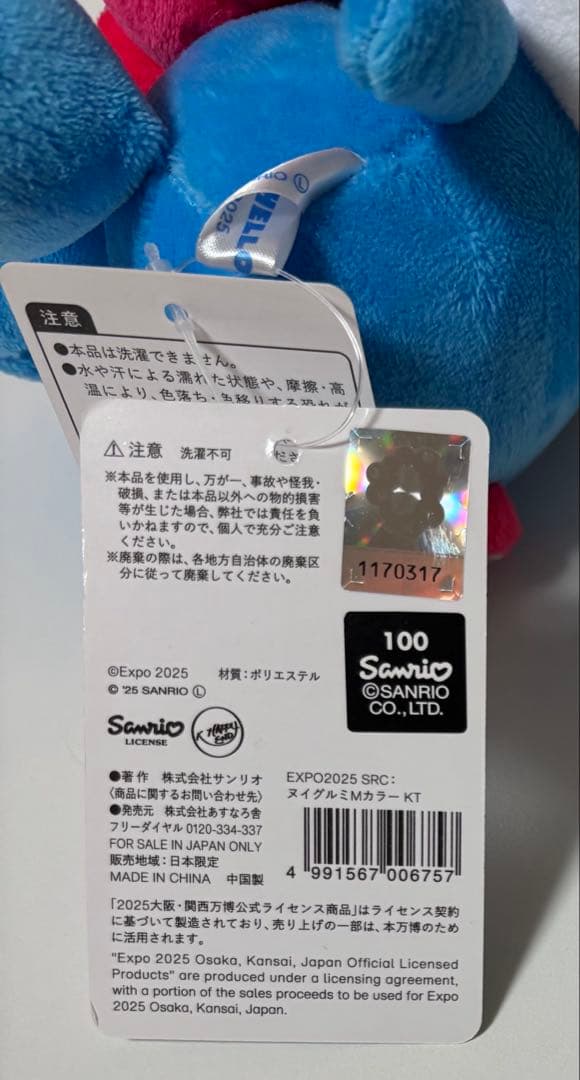 2025
HELLO
注意
●本品は洗濯できません。
●水や汗による濡れた状態や、摩擦・高
温により、色落ち・色移りする恐れが
⚠注意 洗濯不可
ださ
※本品を使用し、万が一、事故や怪我・
破損、または本品以外への物的損害
等が生じた場合、弊社では責任を負
いかねますので、個人で充分ご注意
ください。
※廃棄の際は、各地方自治体の廃棄区
分に従って廃棄してください。
1170317
100
Sanrio
©SANRIO
CO.,LTD.
©Expo 2025 材質:ポリエステル
© '25 SANRIO Ⓛ
Sanrio
LICENSE
HAPPY
END
●著作 株式会社サンリオ
〈商品に関するお問い合わせ先〉
●発売元 株式会社あすなろ舎
フリーダイヤル 0120-334-337
FOR SALE IN JAPAN ONLY
販売地域:日本限定
MADE IN CHINA 中国製
EXPO2025 SRC:
ヌイグルミMカラー KT
4 991567 006757
「2025大阪・関西万博公式ライセンス商品」はライセンス契約
に基づいて製造されており、売り上げの一部は、本万博のため
に活用されます。
"Expo 2025 Osaka, Kansai, Japan Official Licensed
Products" are produced under a licensing agreement,
with a portion of the sales proceeds to be used for Expo
2025 Osaka, Kansai, Japan.